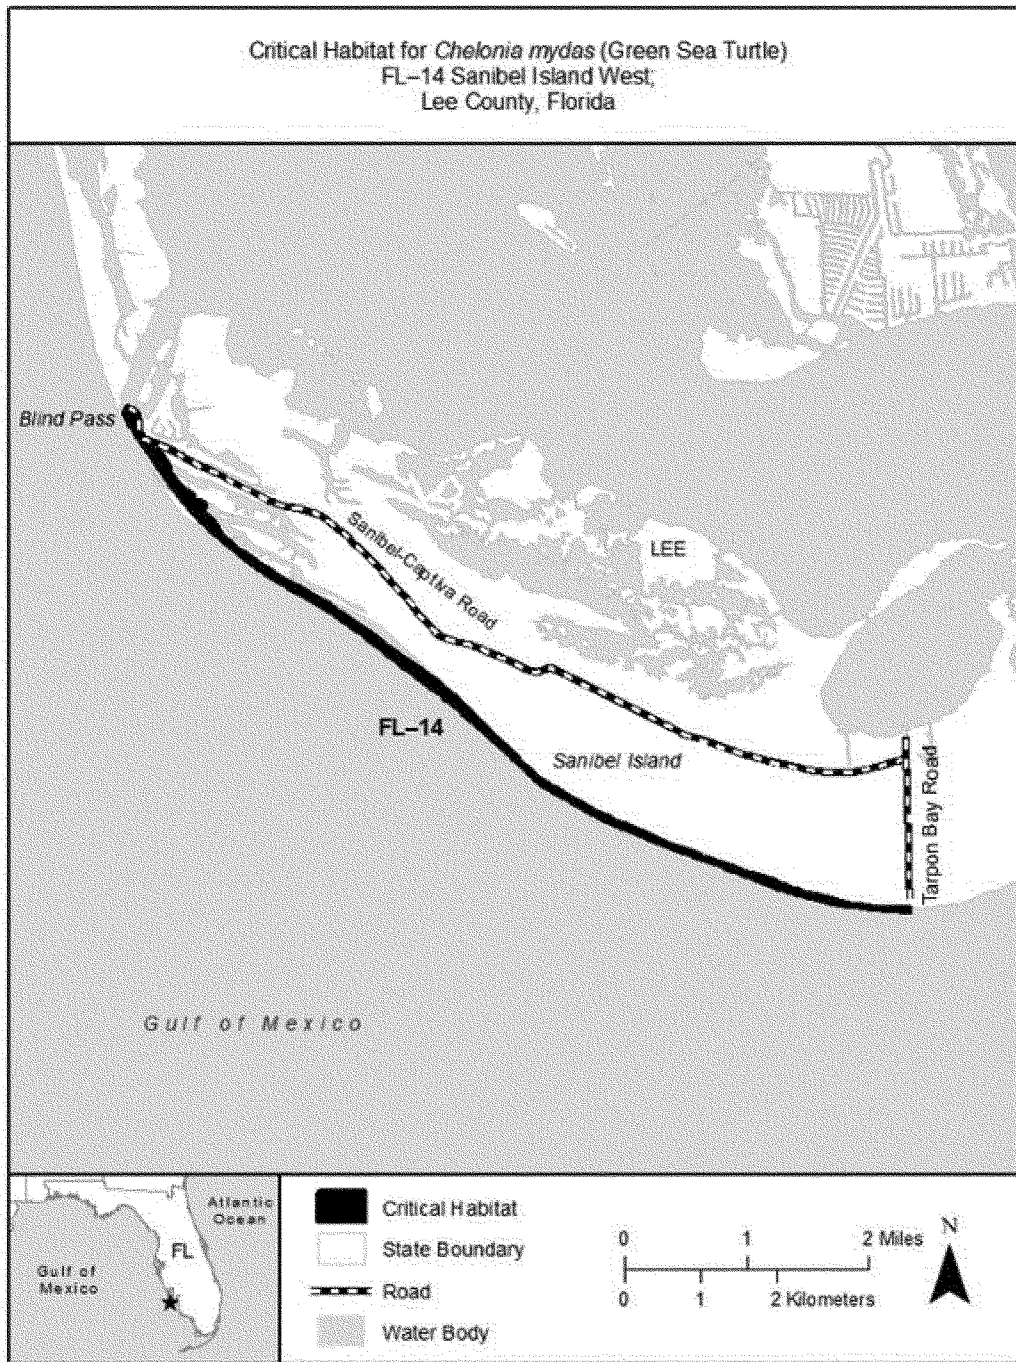 Critical Habitat for Chelonia mydas (Green Sea Turtle)
FL–14 Sanibel Island West;
Lee County, Florida
Blind Pass
Sanibel-Captiva Road
LEE
FL–14
Sanibel Island
Tarpon Bay Road
Gulf of Mexico
Atlantic
Ocean
FL
Gulf of
Mexico
Critical Habitat
State Boundary
Road
Water Body
0 1 2 Miles
0 1 2 Kilometers
N